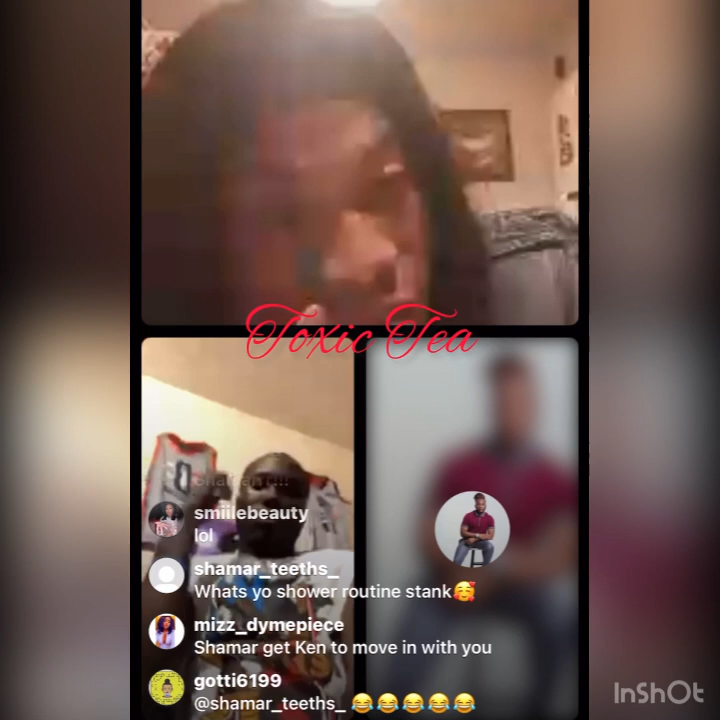 Toxic Tea
smiilebeauty
lol
shamar_teeths_
Whats yo shower routine stank🥰
mizz_dymepiece
Shamar get Ken to move in with you
gotti6199
@shamar_teeths_ 😂😂😂😂😂
InShOt